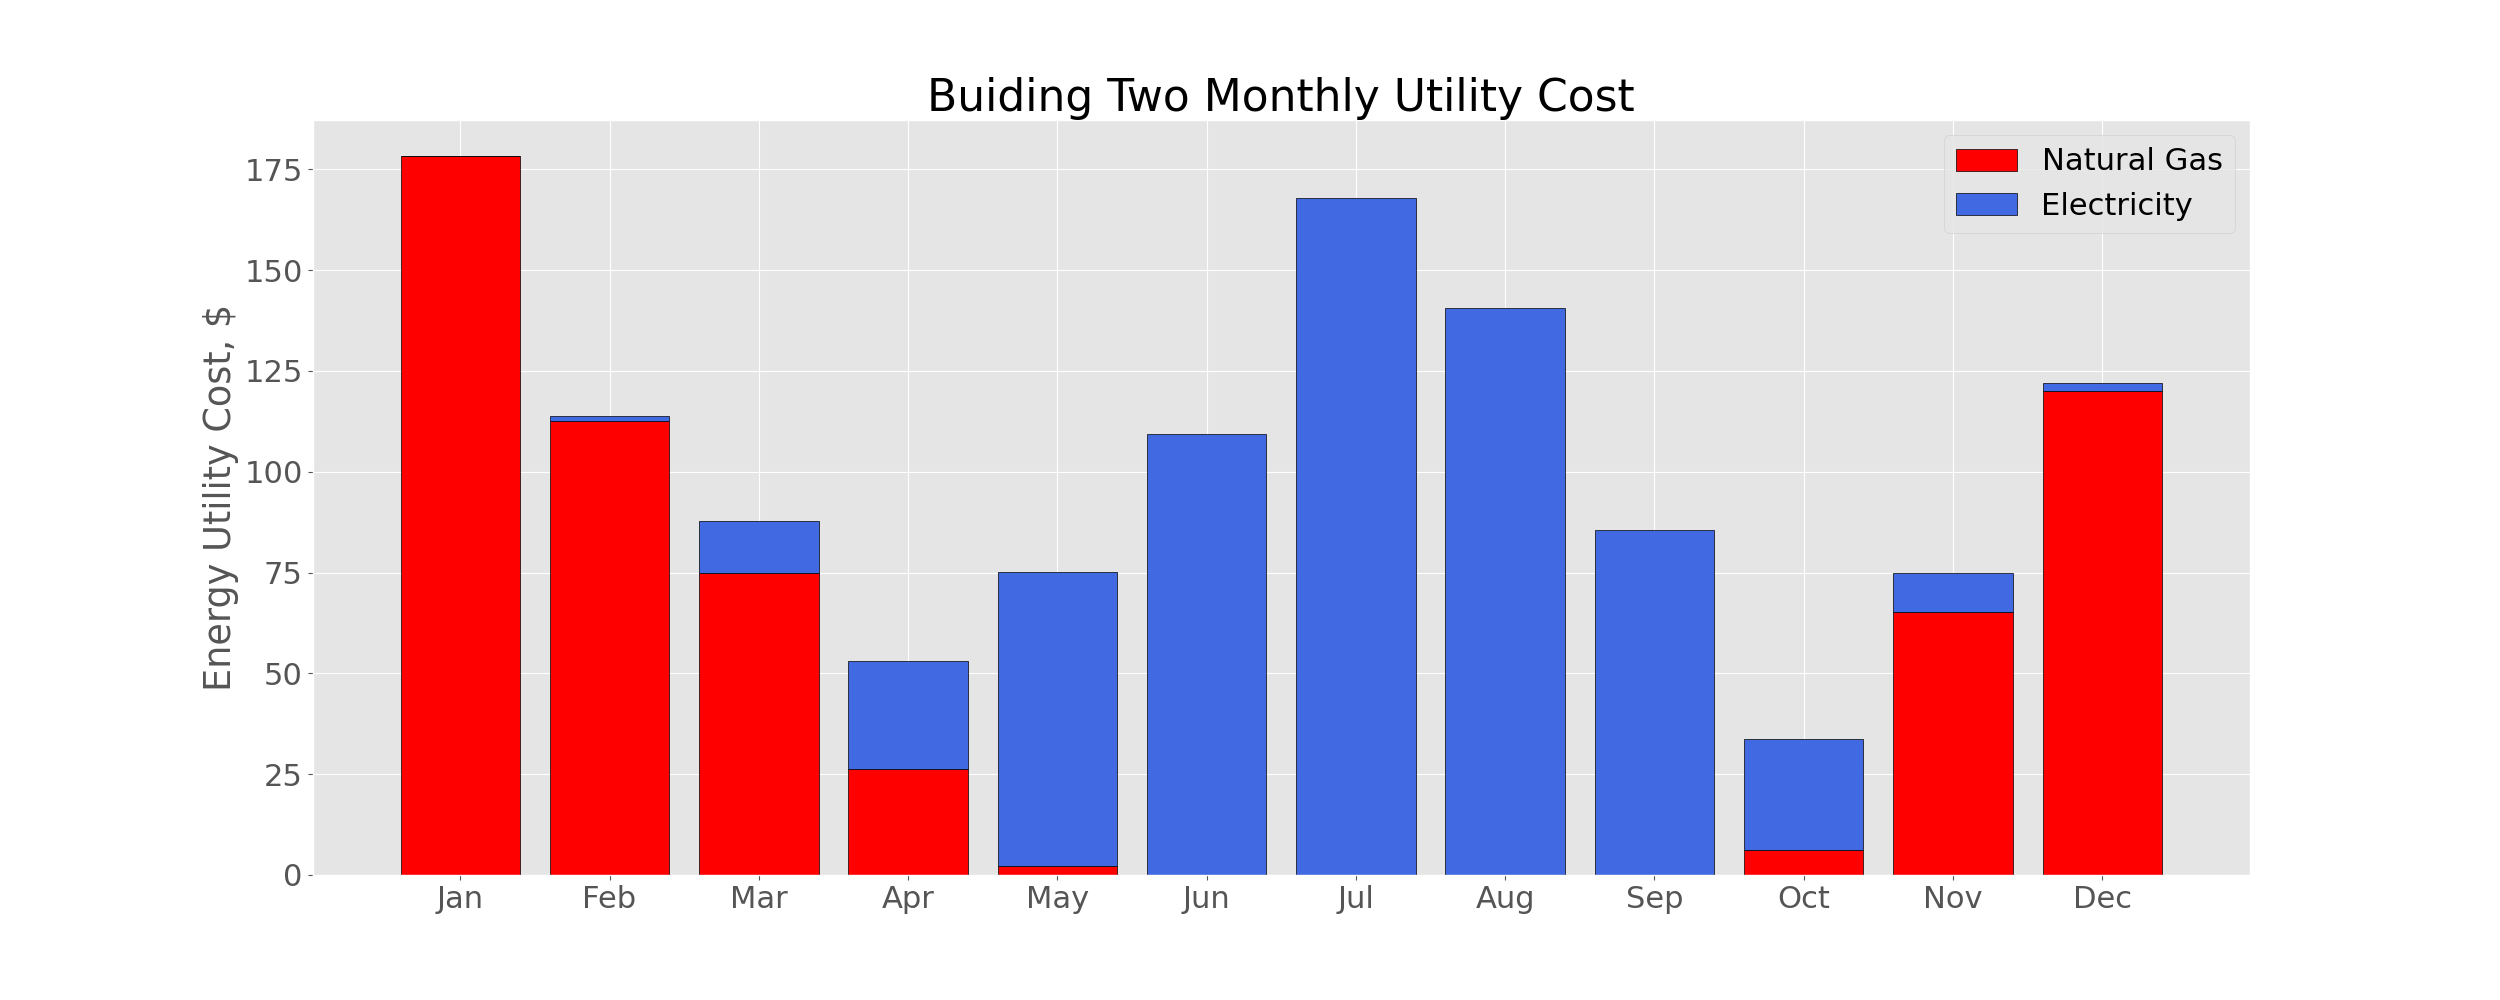 Buiding Two Monthly Utility Cost
Natural Gas
Electricity
Energy Utility Cost, $
175
150
125
100
75
50
25
0
Jan Feb Mar Apr May Jun Jul Aug Sep Oct Nov Dec